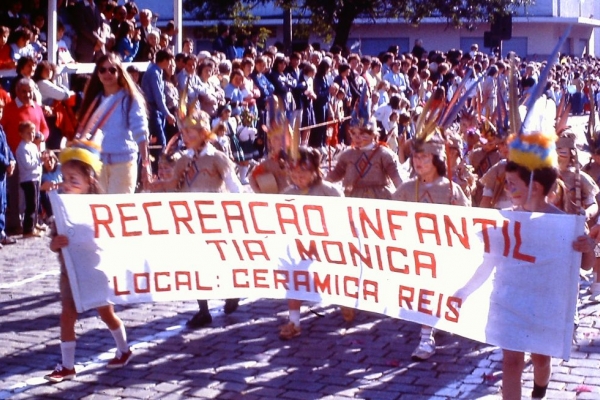 RECREAÇÃO INFANTIL
TIA MONICA
LOCAL: CERAMICA REIS